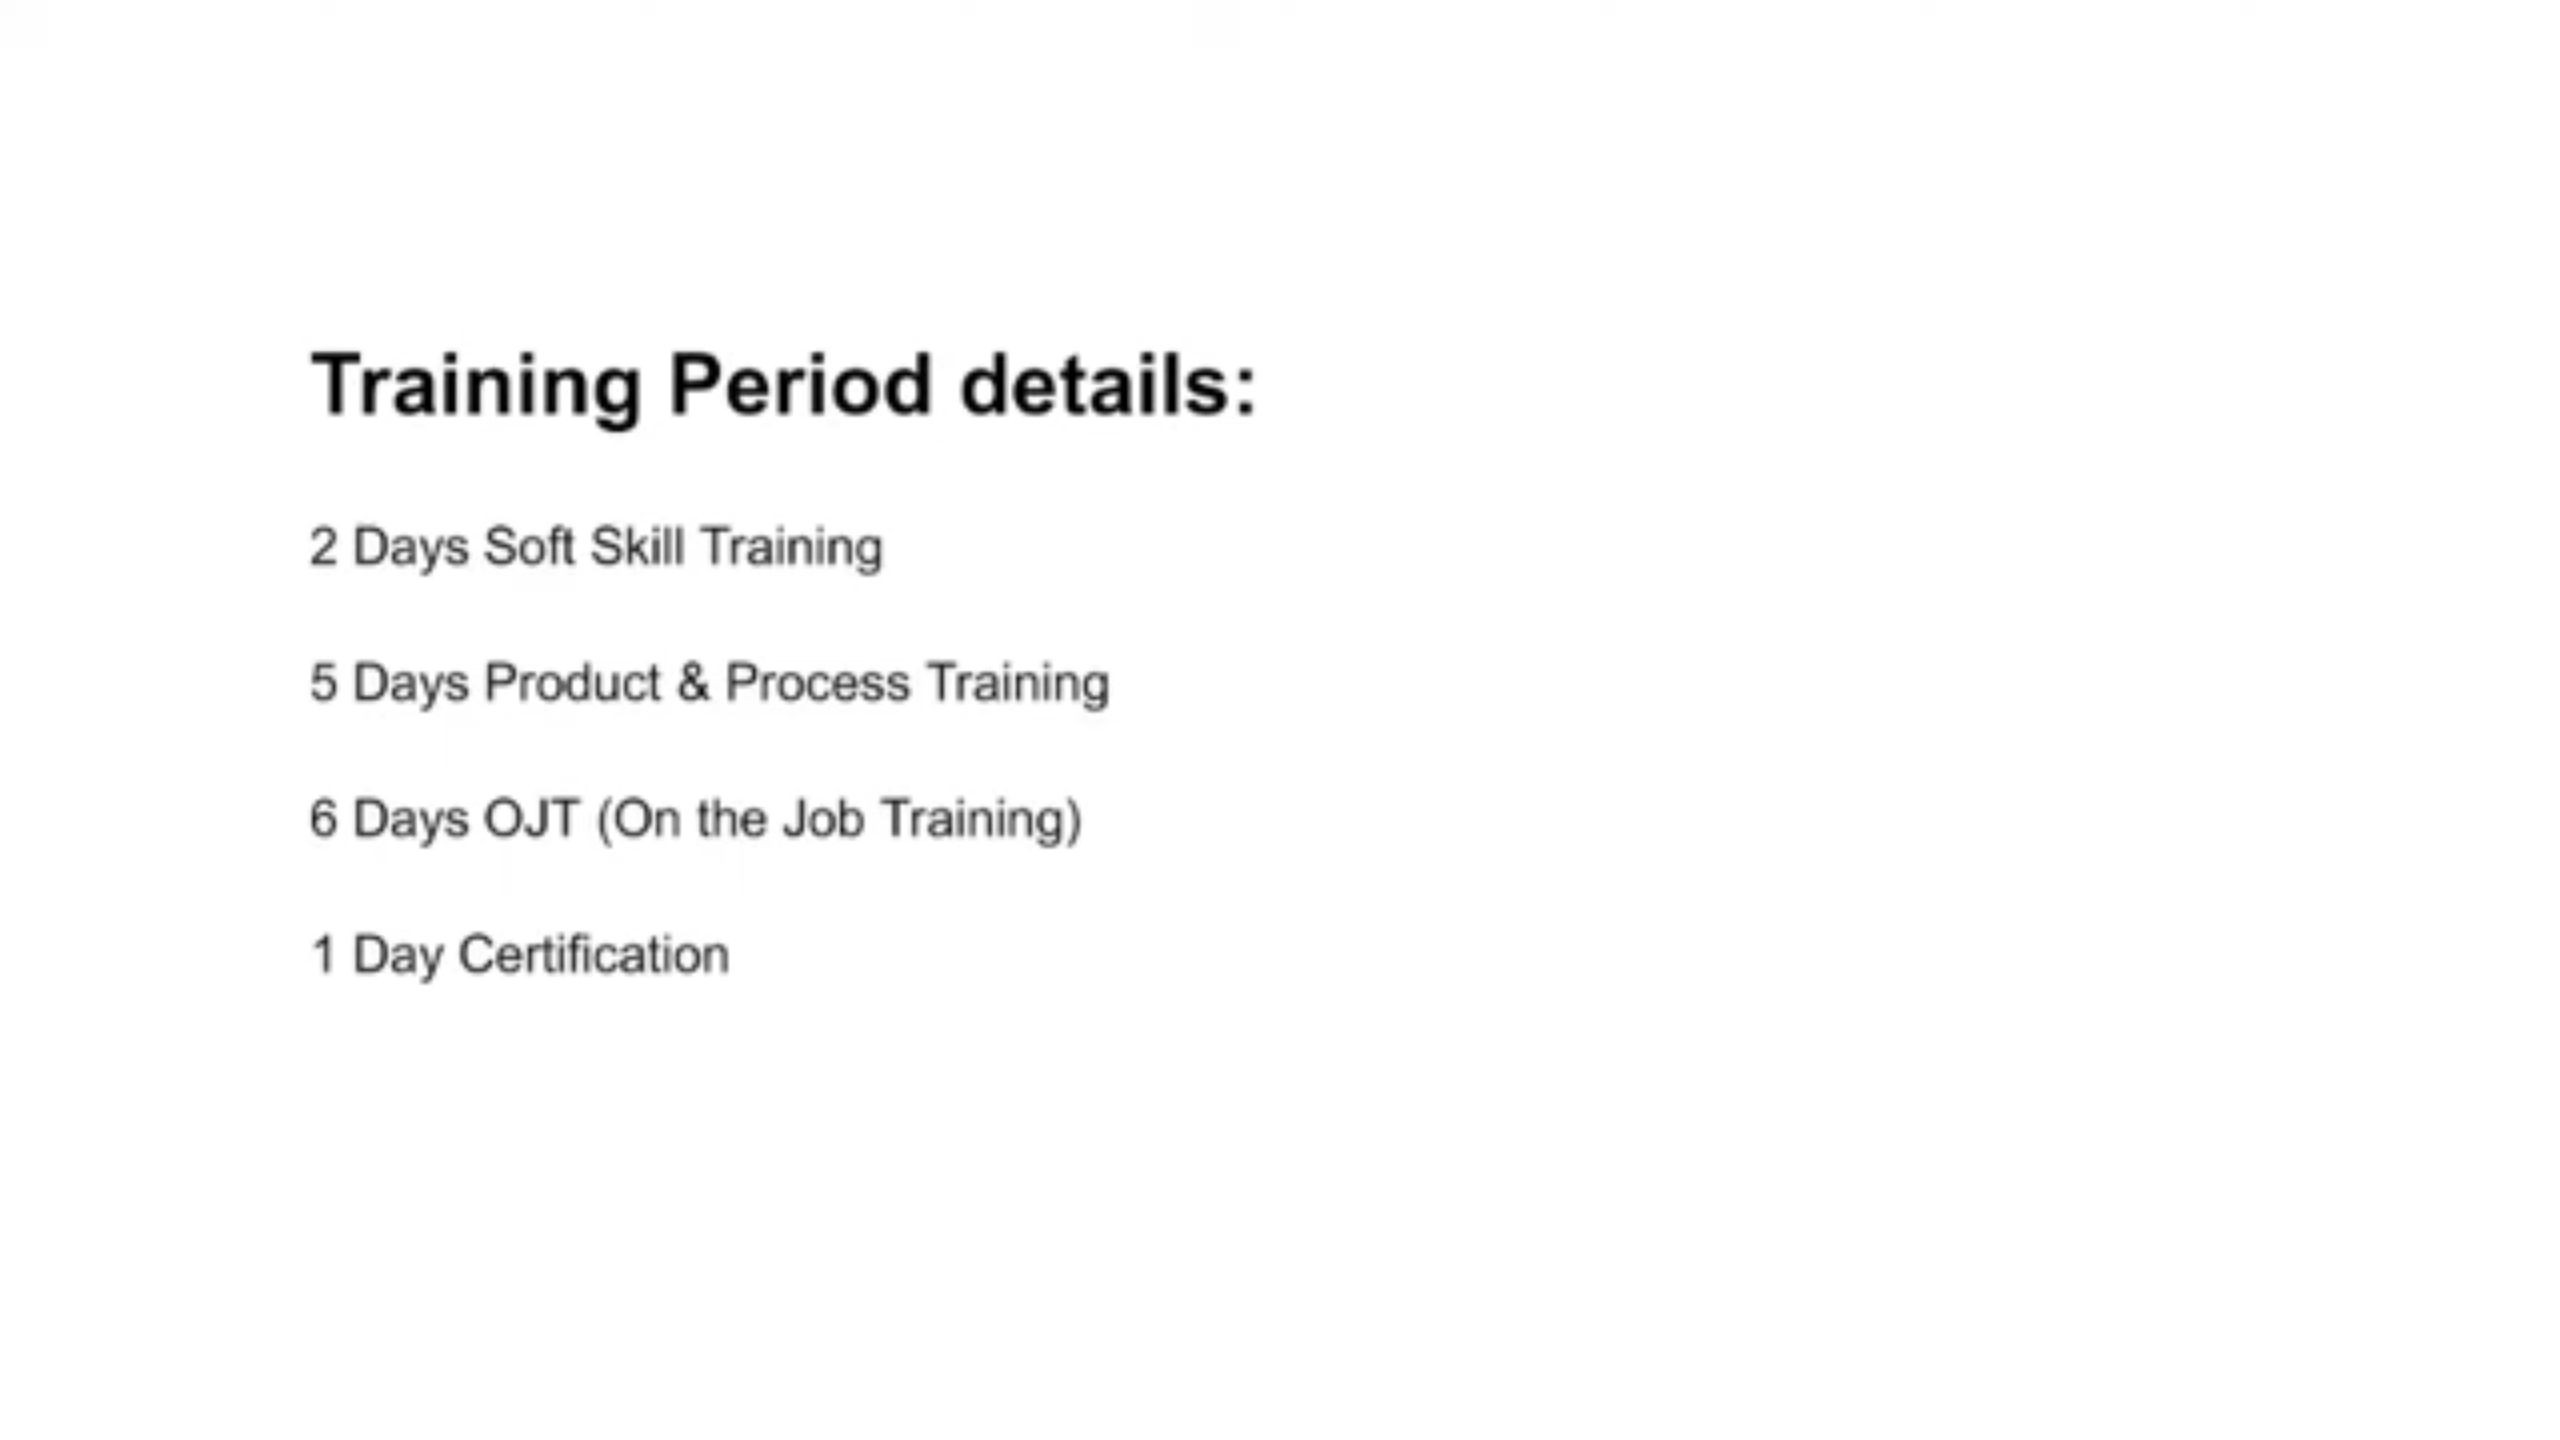 Training Period details:
2 Days Soft Skill Training
5 Days Product & Process Training
6 Days OJT (On the Job Training)
1 Day Certification